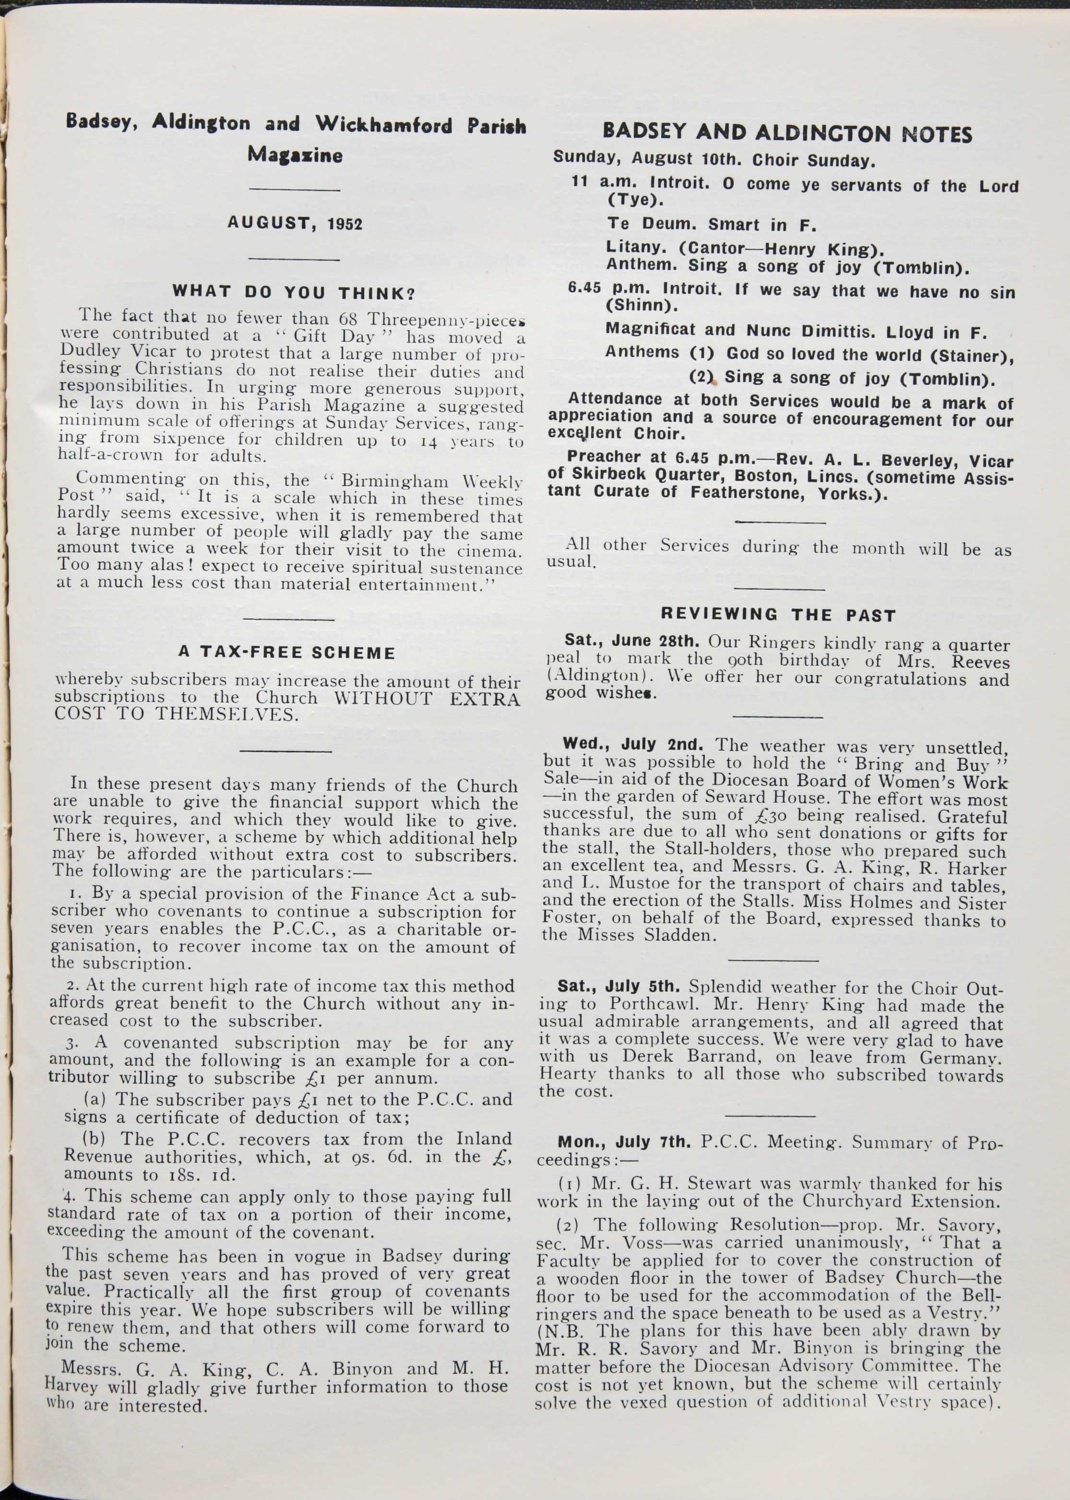 Badsey, Aldington and Wickhamford Parish
Magazine
AUGUST, 1952
WHAT DO YOU THINK?
The fact that no fewer than 68 Threepenny-pieces
were contributed at a " Gift Day " has moved a
Dudley Vicar to protest that a large number of pro-
fessing Christians do not realise their duties and
responsibilities. In urging more generous support,
he lays down in his Parish Magazine a suggested
minimum scale of offerings at Sunday Services, rang-
ing from sixpence for children up to 14 years to
half-a-crown for adults.
Commenting on this, the " Birmingham Weekly
Post " said, " It is a scale which in these times
hardly seems excessive, when it is remembered that
a large number of people will gladly pay the same
amount twice a week for their visit to the cinema.
Too many alas! expect to receive spiritual sustenance
at a much less cost than material entertainment."
A TAX-FREE SCHEME
whereby subscribers may increase the amount of their
subscriptions to the Church WITHOUT EXTRA
COST TO THEMSELVES.
In these present days many friends of the Church
are unable to give the financial support which the
work requires, and which they would like to give.
There is, however, a scheme by which additional help
may be afforded without extra cost to subscribers.
The following are the particulars:—
1. By a special provision of the Finance Act a sub-
scriber who covenants to continue a subscription for
seven years enables the P.C.C., as a charitable or-
ganisation, to recover income tax on the amount of
the subscription.
2. At the current high rate of income tax this method
affords great benefit to the Church without any in-
creased cost to the subscriber.
3. A covenanted subscription may be for any
amount, and the following is an example for a con-
tributor willing to subscribe £1 per annum.
(a) The subscriber pays £1 net to the P.C.C. and
signs a certificate of deduction of tax;
(b) The P.C.C. recovers tax from the Inland
Revenue authorities, which, at 9s. 6d. in the £,
amounts to 18s. 1d.
4. This scheme can apply only to those paying full
standard rate of tax on a portion of their income,
exceeding the amount of the covenant.
This scheme has been in vogue in Badsey during
the past seven years and has proved of very great
value. Practically all the first group of covenants
expire this year. We hope subscribers will be willing
to renew them, and that others will come forward to
join the scheme.
Messrs. G. A. King, C. A. Binyon and M. H.
Harvey will gladly give further information to those
who are interested.
BADSEY AND ALDINGTON NOTES
Sunday, August 10th. Choir Sunday.
11 a.m. Introit. O come ye servants of the Lord
(Tye).
Te Deum. Smart in F.
Litany. (Cantor—Henry King).
Anthem. Sing a song of joy (Tomblin).
6.45 p.m. Introit. If we say that we have no sin
(Shinn).
Magnificat and Nunc Dimittis. Lloyd in F.
Anthems (1) God so loved the world (Stainer),
(2) Sing a song of joy (Tomblin).
Attendance at both Services would be a mark of
appreciation and a source of encouragement for our
excellent Choir.
Preacher at 6.45 p.m.—Rev. A. L. Beverley, Vicar
of Skirbeck Quarter, Boston, Lincs. (sometime Assis-
tant Curate of Featherstone, Yorks.).
All other Services during the month will be as
usual.
REVIEWING THE PAST
Sat., June 28th. Our Ringers kindly rang a quarter
peal to mark the 90th birthday of Mrs. Reeves
(Aldington). We offer her our congratulations and
good wishes.
Wed., July 2nd. The weather was very unsettled,
but it was possible to hold the " Bring and Buy "
Sale—in aid of the Diocesan Board of Women's Work
—in the garden of Seward House. The effort was most
successful, the sum of £30 being realised. Grateful
thanks are due to all who sent donations or gifts for
the stall, the Stall-holders, those who prepared such
an excellent tea, and Messrs. G. A. King, R. Harker
and L. Mustoe for the transport of chairs and tables,
and the erection of the Stalls. Miss Holmes and Sister
Foster, on behalf of the Board, expressed thanks to
the Misses Sladden.
Sat., July 5th. Splendid weather for the Choir Out-
ing to Porthcawl. Mr. Henry King had made the
usual admirable arrangements, and all agreed that
it was a complete success. We were very glad to have
with us Derek Barrand, on leave from Germany.
Hearty thanks to all those who subscribed towards
the cost.
Mon., July 7th. P.C.C. Meeting. Summary of Pro-
ceedings:—
(1) Mr. G. H. Stewart was warmly thanked for his
work in the laying out of the Churchyard Extension.
(2) The following Resolution—prop. Mr. Savory,
sec. Mr. Voss—was carried unanimously, " That a
Faculty be applied for to cover the construction of
a wooden floor in the tower of Badsey Church—the
floor to be used for the accommodation of the Bell-
ringers and the space beneath to be used as a Vestry."
(N.B. The plans for this have been ably drawn by
Mr. R. R. Savory and Mr. Binyon is bringing the
matter before the Diocesan Advisory Committee. The
cost is not yet known, but the scheme will certainly
solve the vexed question of additional Vestry space).